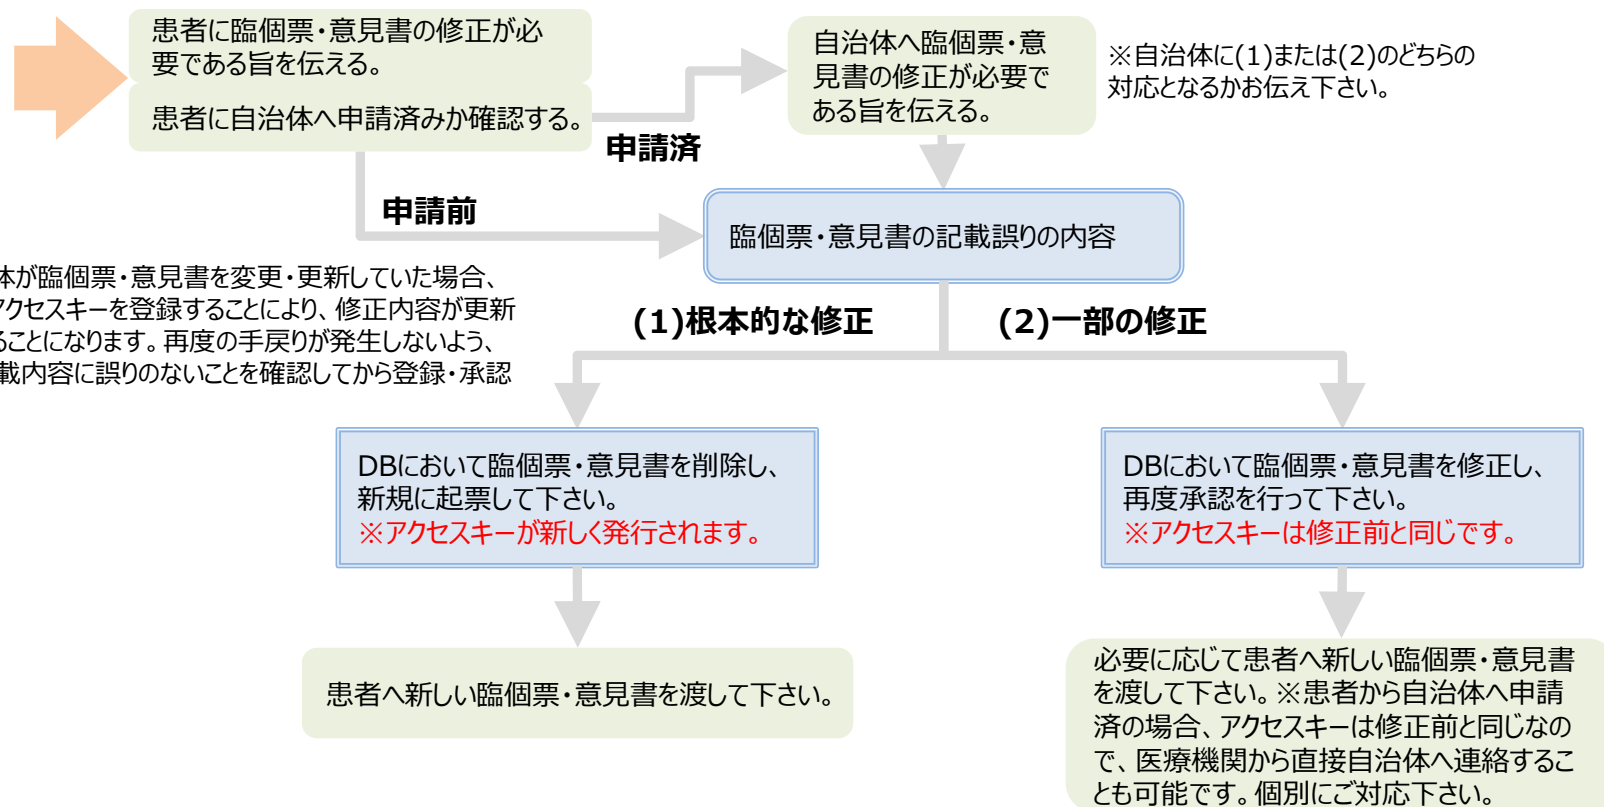 患者に臨個票・意見書の修正が必
要である旨を伝える。
患者に自治体へ申請済みか確認する。
申請済
自治体へ臨個票・意
見書の修正が必要で
ある旨を伝える。
※自治体に(1)または(2)のどちらの
対応となるかお伝え下さい。
申請前
臨個票・意見書の記載誤りの内容
体が臨個票・意見書を変更・更新していた場合、
アクセスキーを登録することにより、修正内容が更新
ることになります。再度の手戻りが発生しないよう、
載内容に誤りのないことを確認してから登録・承認
(1)根本的な修正
(2)一部の修正
DBにおいて臨個票・意見書を削除し、
新規に起票して下さい。
※アクセスキーが新しく発行されます。
DBにおいて臨個票・意見書を修正し、
再度承認を行って下さい。
※アクセスキーは修正前と同じです。
患者へ新しい臨個票・意見書を渡して下さい。
必要に応じて患者へ新しい臨個票・意見書
を渡して下さい。※患者から自治体へ申請
済の場合、アクセスキーは修正前と同じなの
で、医療機関から直接自治体へ連絡するこ
とも可能です。個別にご対応下さい。